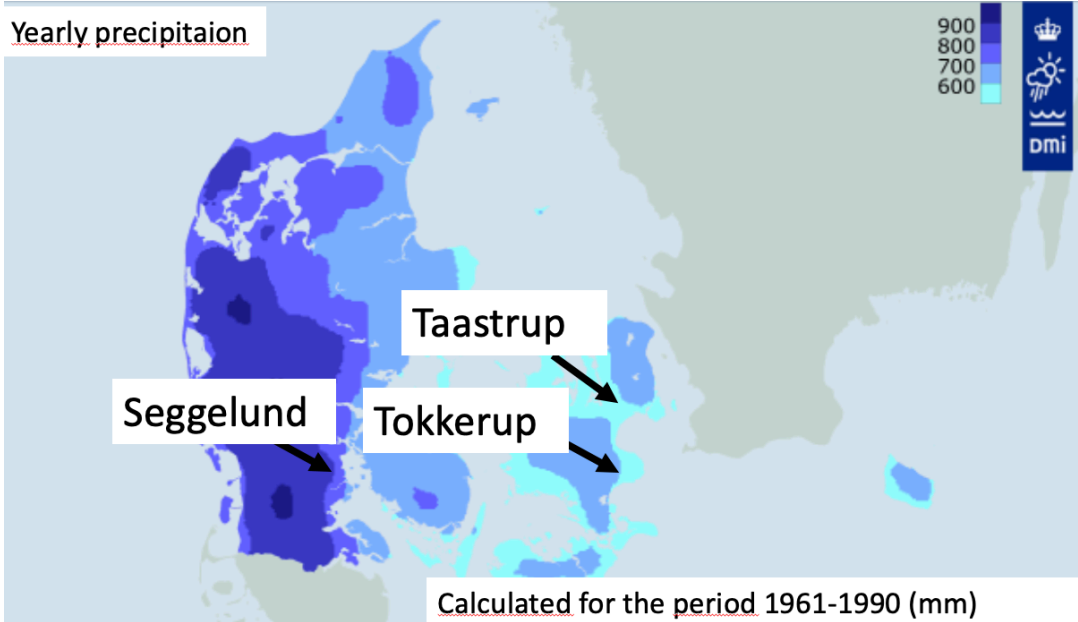 Yearly precipitaion
900
800
700
600
DMi
Taastrup
Seggelund
Tokkerup
Calculated for the period 1961-1990 (mm)